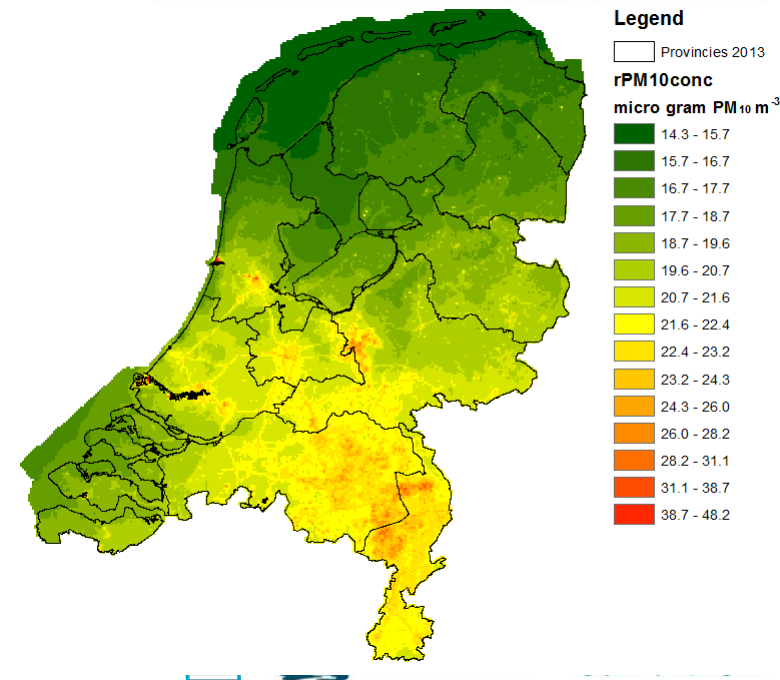 Legend
Provincies 2013
rPM10conc
micro gram PM₁₀ m⁻³
14.3 - 15.7
15.7 - 16.7
16.7 - 17.7
17.7 - 18.7
18.7 - 19.6
19.6 - 20.7
20.7 - 21.6
21.6 - 22.4
22.4 - 23.2
23.2 - 24.3
24.3 - 26.0
26.0 - 28.2
28.2 - 31.1
31.1 - 38.7
38.7 - 48.2